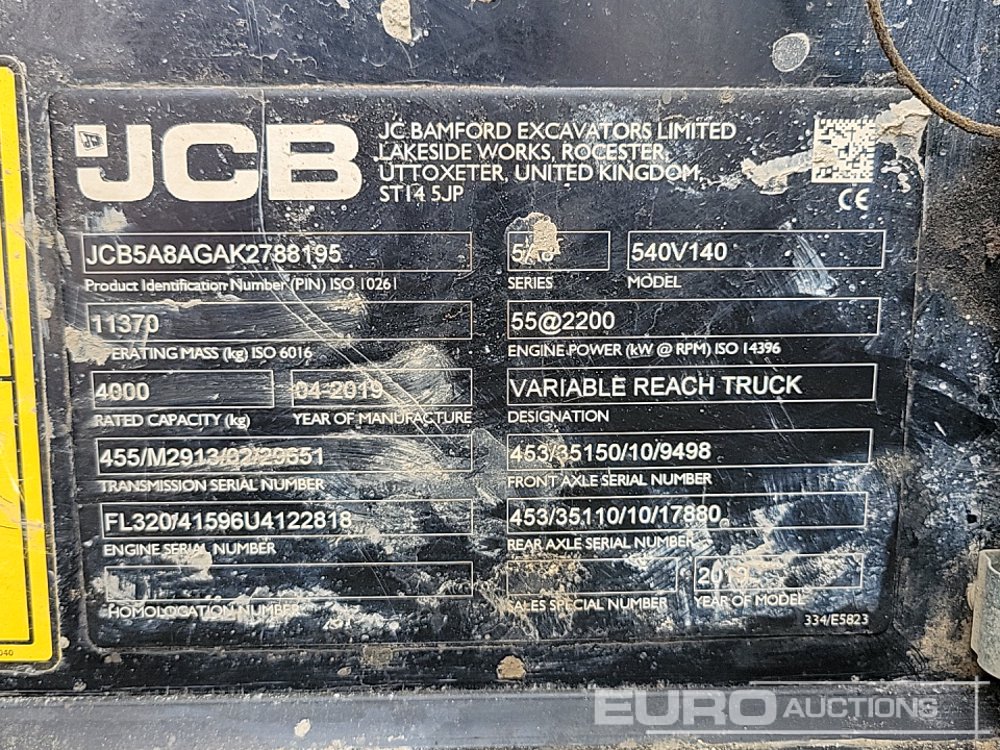 JCB
JC BAMFORD EXCAVATORS LIMITED
LAKESIDE WORKS, ROCESTER,
UTTOXETER, UNITED KINGDOM,
ST14 5JP
CE
JCB5A8AGAK2788195
Product Identification Number (PIN) ISO 10261
5A8
SERIES
540V140
MODEL
11370
ERATING MASS (kg) ISO 6016
55@2200
ENGINE POWER (kW @ RPM) ISO 14396
4000
RATED CAPACITY (kg)
04-2019
YEAR OF MANUFACTURE
VARIABLE REACH TRUCK
DESIGNATION
TRANSMISSION SERIAL NUMBER
453/35150/10/9498
FRONT AXLE SERIAL NUMBER
FL320/41596U4122818
ENGINE SERIAL NUMBER
453/35110/10/17880
REAR AXLE SERIAL NUMBER
HOMOLOGATION NUMBER
SALES SPECIAL NUMBER
2019
YEAR OF MODEL
334/E5823
EURO AUCTIONS